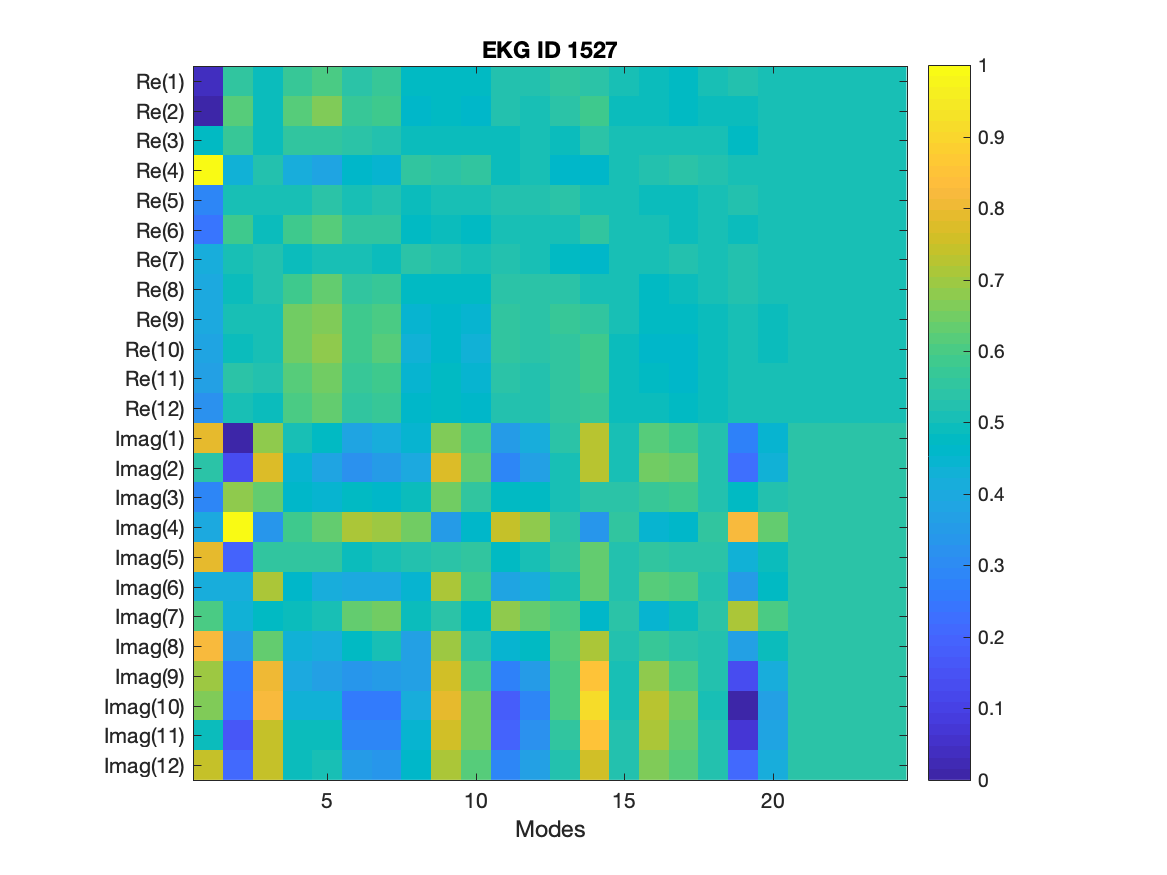 EKG ID 1527
Re(1)
Re(2)
Re(3)
Re(4)
Re(5)
Re(6)
Re(7)
Re(8)
Re(9)
Re(10)
Re(11)
Re(12)
Imag(1)
Imag(2)
Imag(3)
Imag(4)
Imag(5)
Imag(6)
Imag(7)
Imag(8)
Imag(9)
Imag(10)
Imag(11)
Imag(12)
5 10 15 20
Modes
1
0.9
0.8
0.7
0.6
0.5
0.4
0.3
0.2
0.1
0